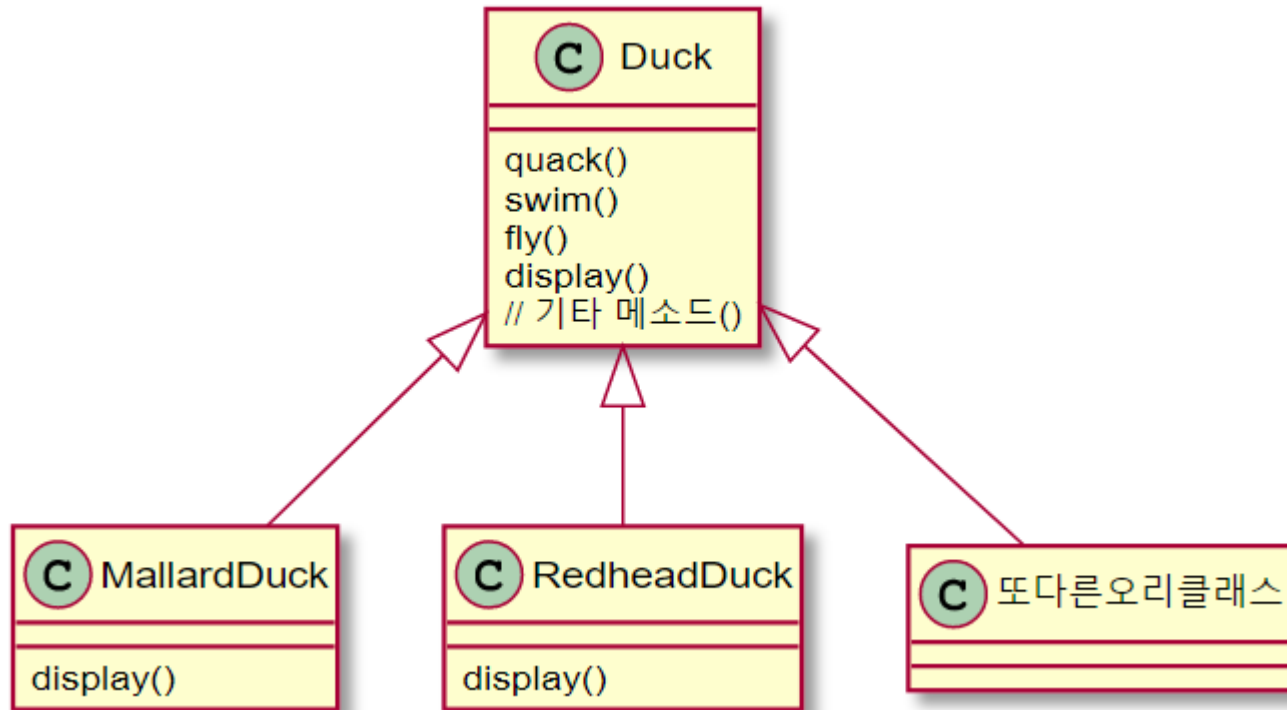 C Duck
quack()
swim()
fly()
display()
// 기타 메소드()
C MallardDuck
display()
C RedheadDuck
display()
C 또다른오리클래스